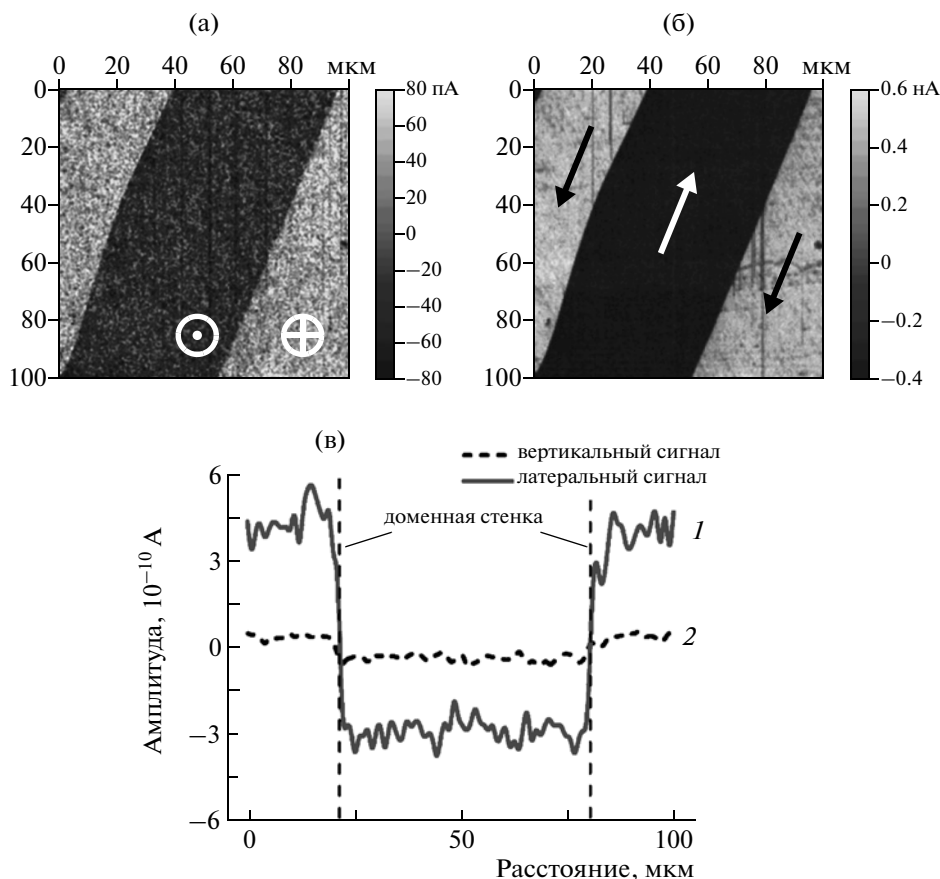 (а) (б)
0 20 40 60 80 мкм 0 20 40 60 80 мкм
0 80 пА 0 0.6 нА
60
20 20 0.4
40
40 20 40 0.2
0
60 −20 60 0
−40
80 80 −0.2
−60
100 −80 100 −0.4
(в)
вертикальный сигнал
латеральный сигнал
6
доменная стенка 1
3
0 2
−3
−6
0 50 100
Амплитуда, 10⁻¹⁰ А
Расстояние, мкм